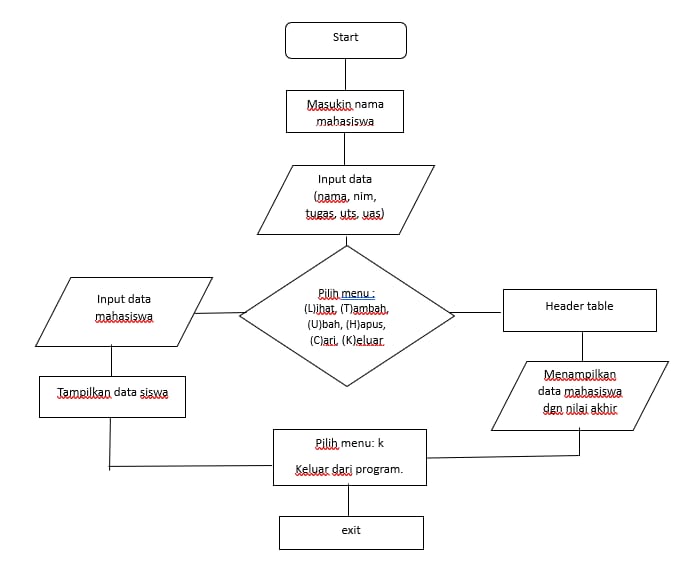 Start
Masukin nama
mahasiswa
Input data
(nama, nim,
tugas, uts, uas)
Pilih menu :
(L)ihat, (T)ambah,
(U)bah, (H)apus,
(C)ari, (K)eluar
Input data
mahasiswa
Tampilkan data siswa
Header table
Menampilkan
data mahasiswa
dgn nilai akhir
Pilih menu: k
Keluar dari program.
exit